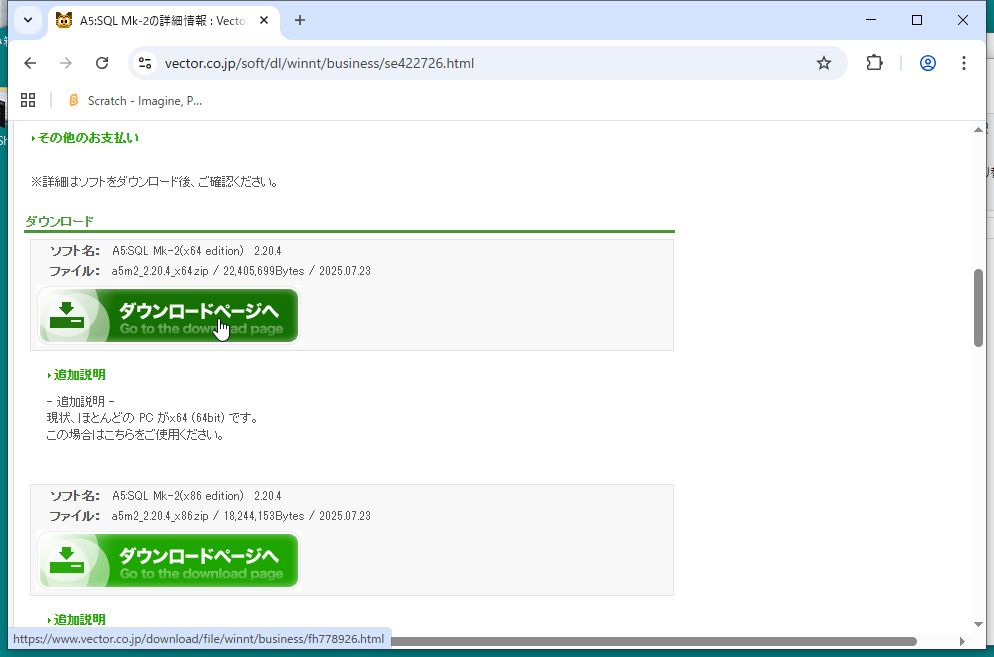 A5:SQL Mk-2の詳細情報 : Vecto
vector.co.jp/soft/dl/winnt/business/se422726.html
Scratch - Imagine, P...
その他のお支払い
※詳細はソフトをダウンロード後、ご確認ください。
ダウンロード
ソフト名： A5:SQL Mk-2(x64 edition) 2.20.4
ファイル： a5m2_2.20.4_x64.zip / 22,405,699Bytes / 2025.07.23
ダウンロードページへ
Go to the download page
追加説明
- 追加説明 -
現状、ほとんどの PC がx64 (64bit) です。
この場合はこちらをご使用ください。
ソフト名： A5:SQL Mk-2(x86 edition) 2.20.4
ファイル： a5m2_2.20.4_x86.zip / 18,244,153Bytes / 2025.07.23
ダウンロードページへ
Go to the download page
追加説明
https://www.vector.co.jp/download/file/winnt/business/fh778926.html